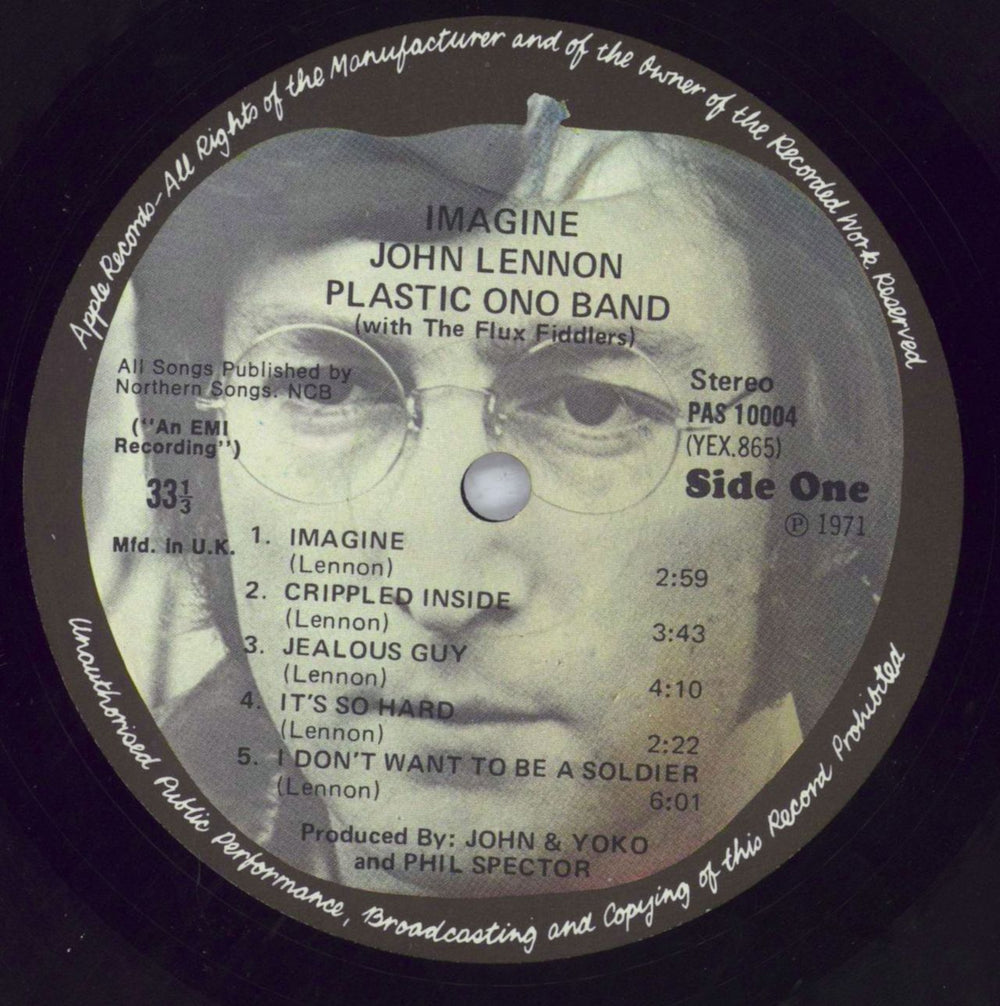 Apple Records - All Rights of the Manufacturer and of the Owner of the Recorded Work Reserved
IMAGINE
JOHN LENNON
PLASTIC ONO BAND
(with The Flux Fiddlers)
All Songs Published by
Northern Songs. NCB
("An EMI
Recording")
33⅓
Mfd. in U.K.
Stereo
PAS 10004
(YEX.865)
Side One
Ⓟ 1971
1. IMAGINE
(Lennon) 2:59
2. CRIPPLED INSIDE
(Lennon) 3:43
3. JEALOUS GUY
(Lennon) 4:10
4. IT'S SO HARD
(Lennon) 2:22
5. I DON'T WANT TO BE A SOLDIER
(Lennon) 6:01
Produced By: JOHN & YOKO
and PHIL SPECTOR
Unauthorised Public Performance, Broadcasting and Copying of this Record Prohibited